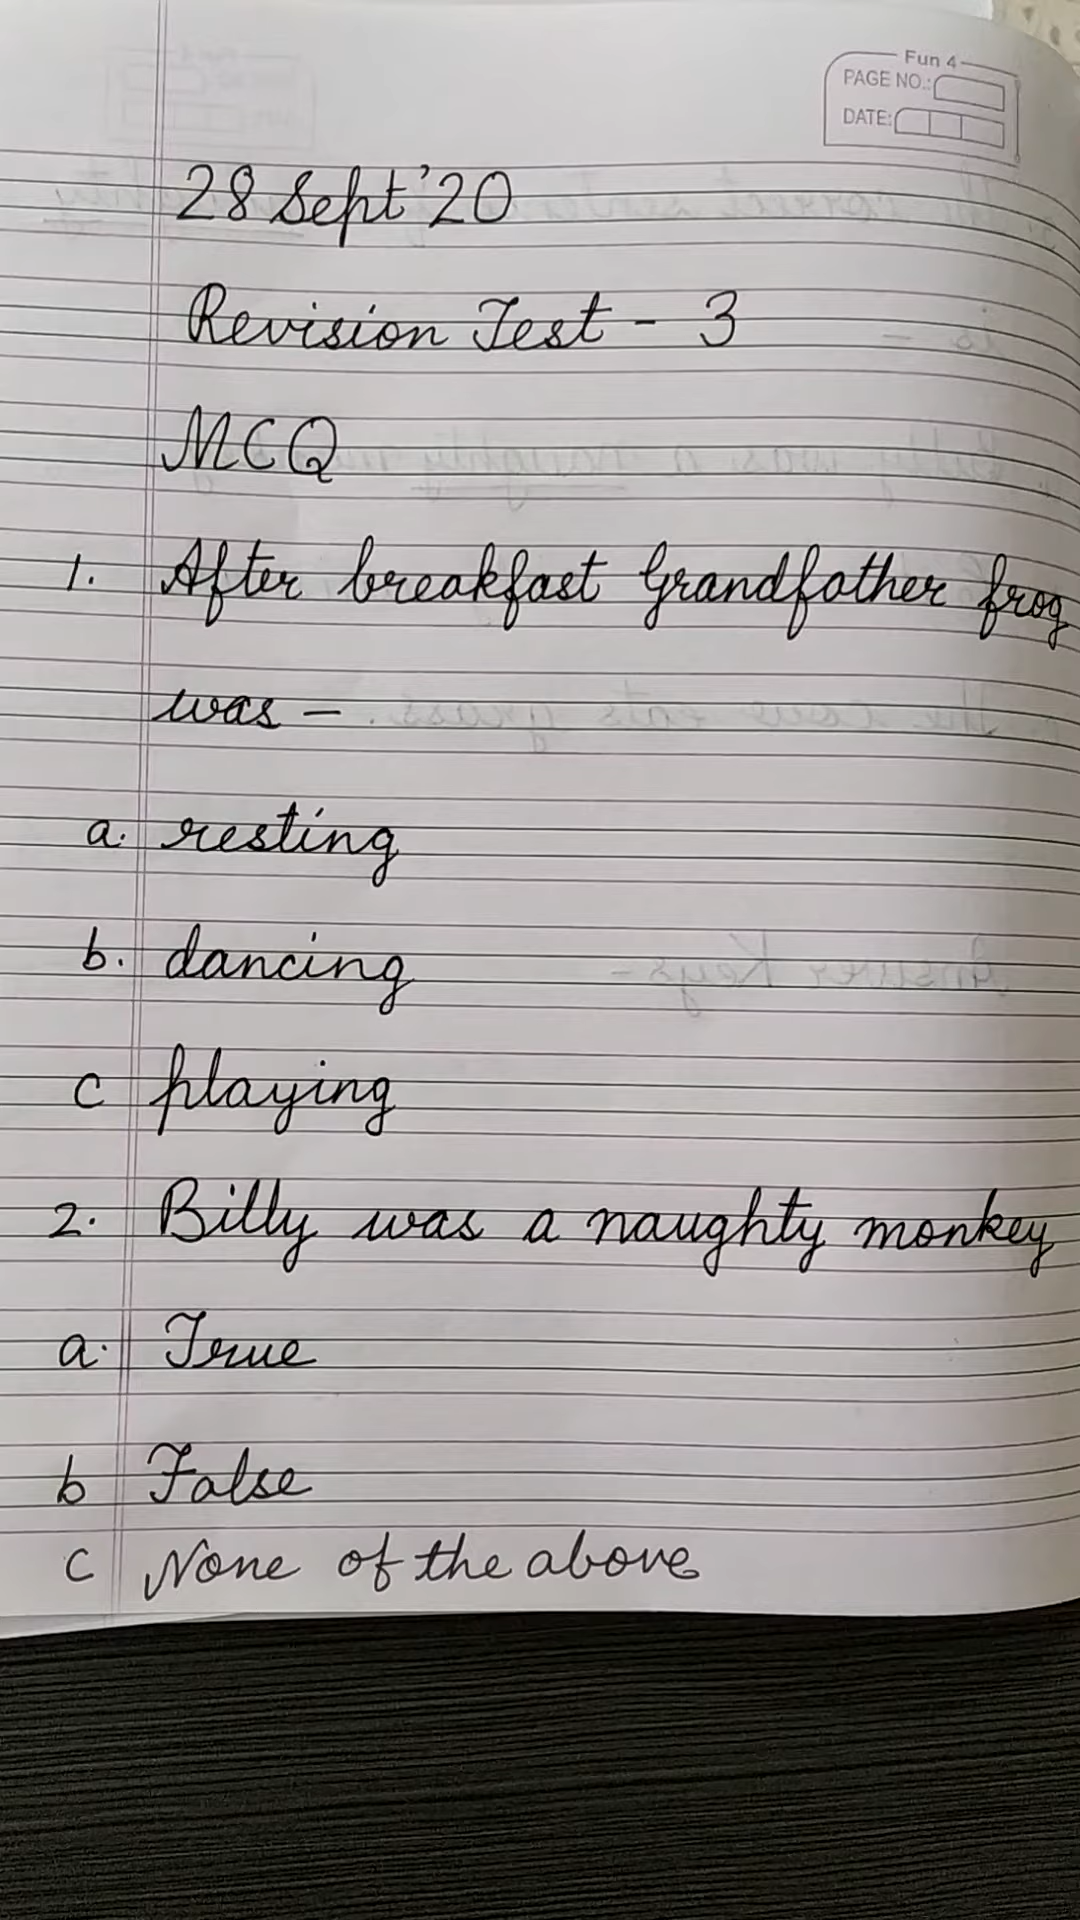 Fun 4
PAGE NO.:
DATE:
28 Sept '20
Revision Test - 3
MCQ
1. After breakfast Grandfather frog
was -
a. resting
b. dancing
c playing
2. Billy was a naughty monkey
a. True
b False
c None of the above